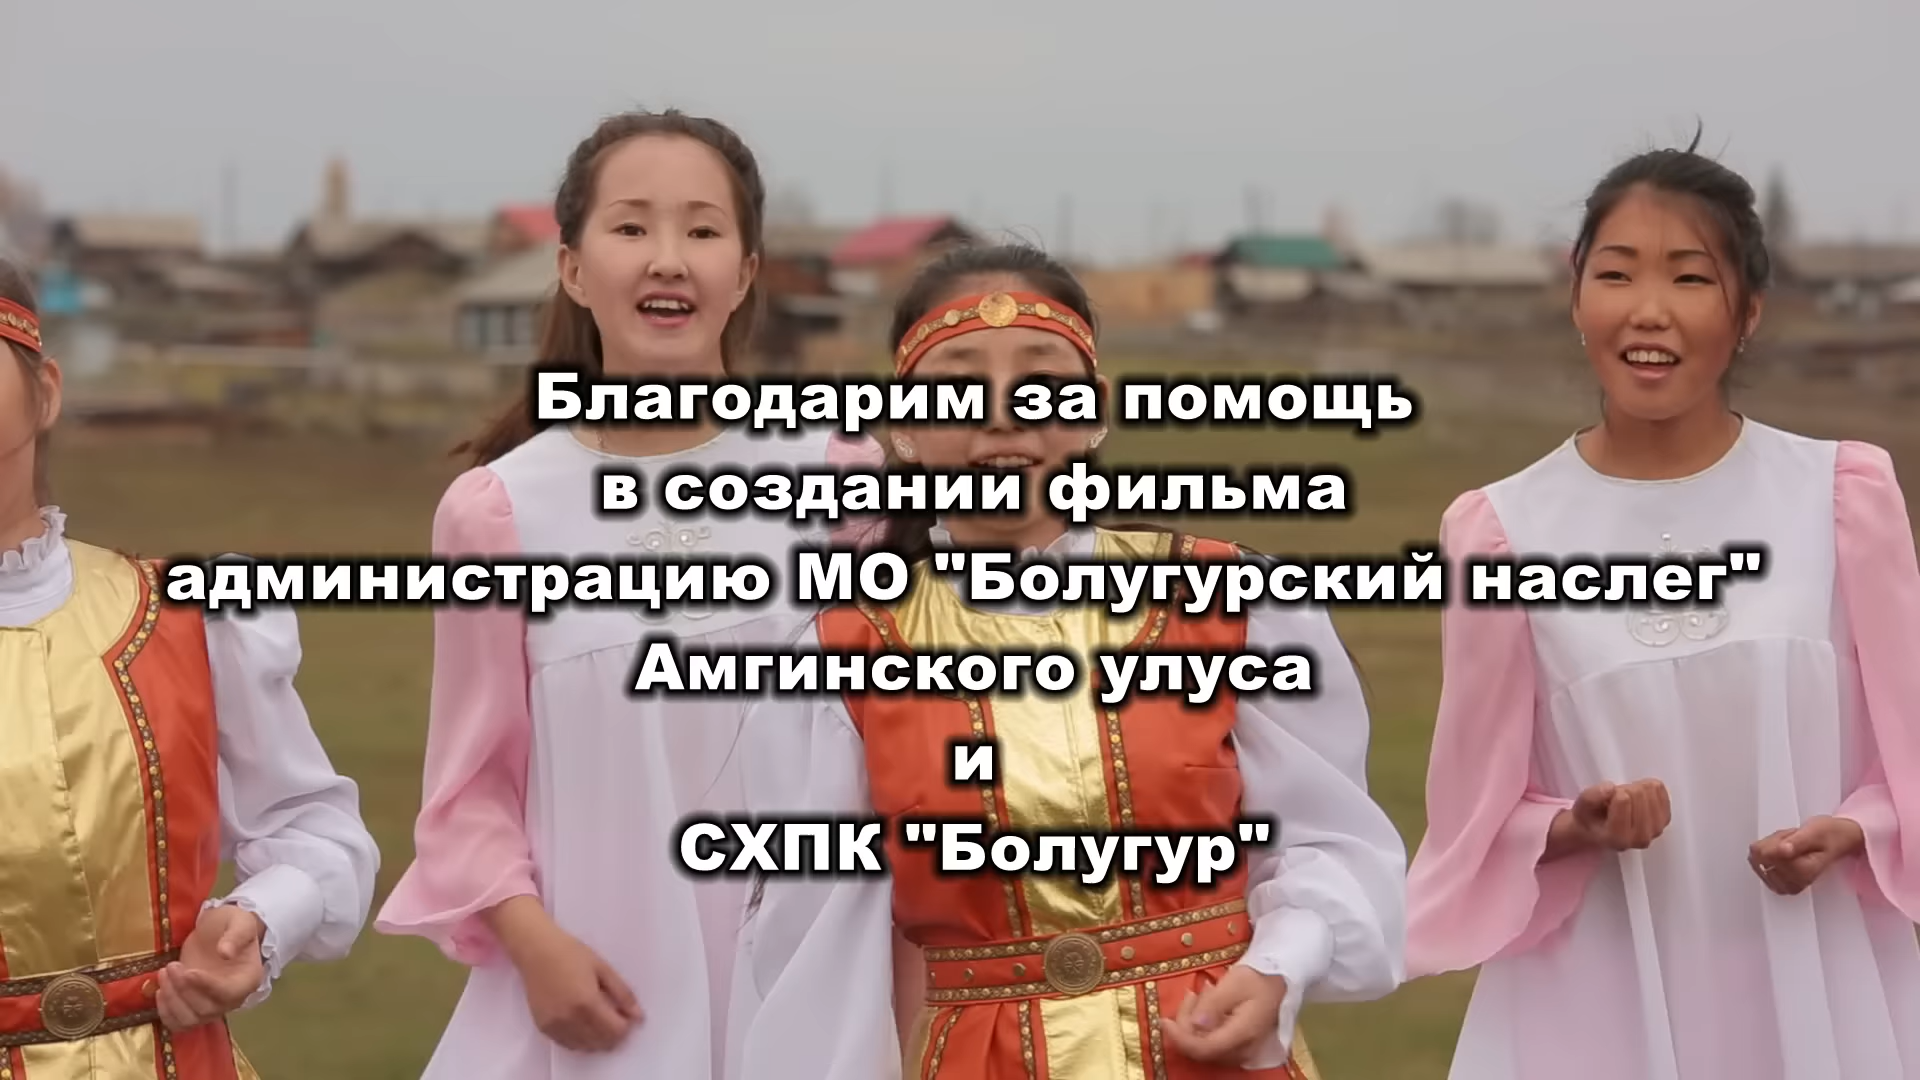 Благодарим за помощь
в создании фильма
администрацию МО "Болугурский наслег"
Амгинского улуса
и
СХПК "Болугур"